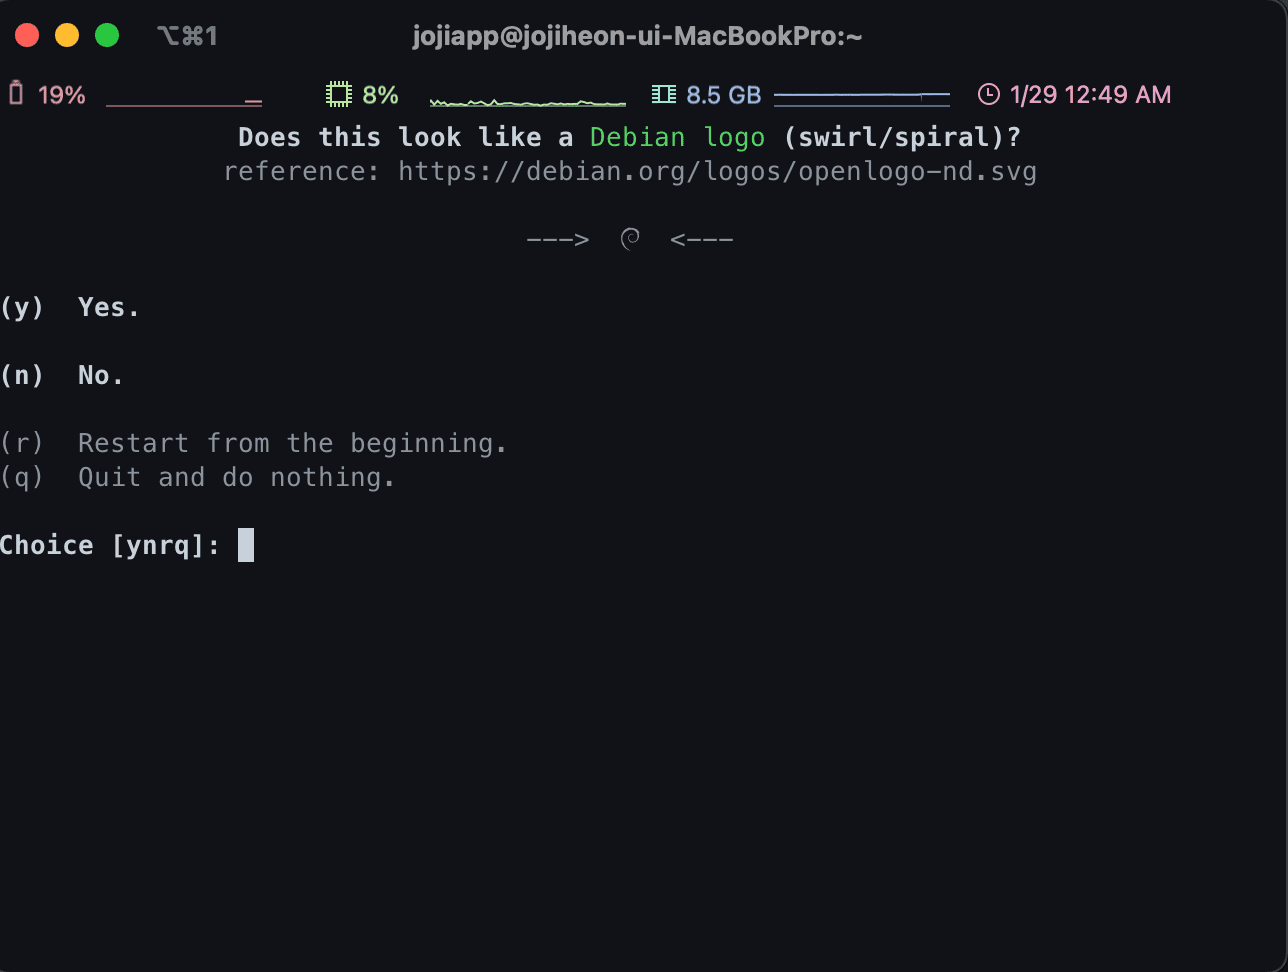 ⌥⌘1 jojiapp@jojiheon-ui-MacBookPro:~
19% 8% 8.5 GB 1/29 12:49 AM
Does this look like a Debian logo (swirl/spiral)?
reference: https://debian.org/logos/openlogo-nd.svg
---> <---
(y) Yes.
(n) No.
(r) Restart from the beginning.
(q) Quit and do nothing.
Choice [ynrq]: